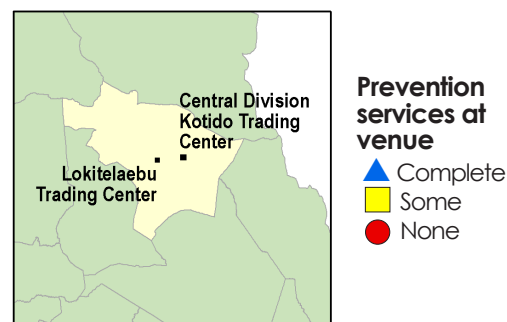 Central Division
Kotido Trading
Center
Lokitelaebu
Trading Center
Prevention
services at
venue
Complete
Some
None